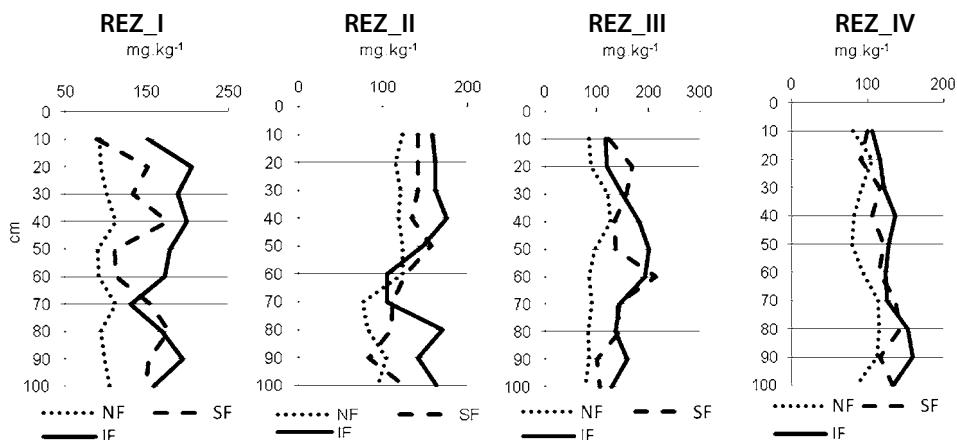 REZ_I REZ_II REZ_III REZ_IV
mg.kg-1 mg.kg-1 mg.kg-1 mg.kg-1
50 150 250 0 100 200 0 100 200 300 0 100 200
0 0 0 0
10 10 10 10
20 20 20 20
30 30 30 30
40 40 40 40
cm
50 50 50 50
60 60 60 60
70 70 70 70
80 80 80 80
90 90 90 90
100 100 100 100
NF SF NF SF NF SF NF SF
IF IF IF IF